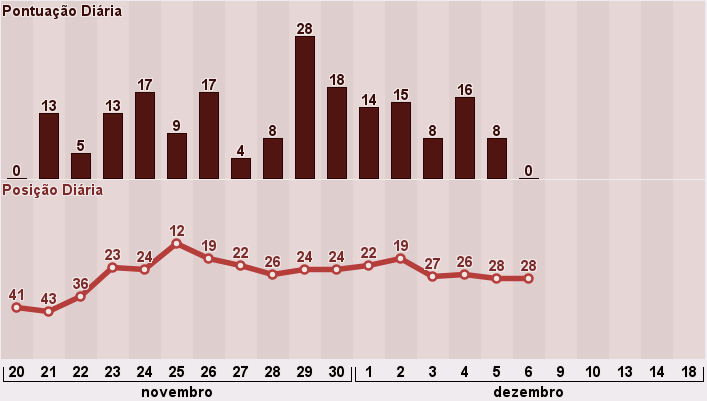 Pontuação Diária
0 13 5 13 17 9 17 4 8 28 18 14 15 8 16 8 0
Posição Diária
41 43 36 23 24 12 19 22 26 24 24 22 19 27 26 28 28
20 21 22 23 24 25 26 27 28 29 30 1 2 3 4 5 6 9 10 13 14 18
novembro dezembro